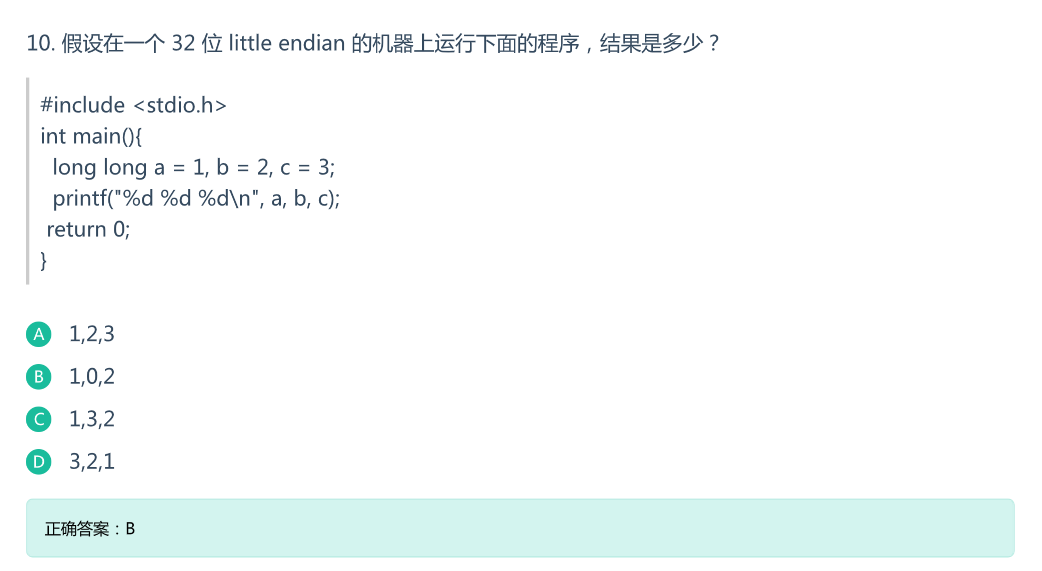 10. 假设在一个 32 位 little endian 的机器上运行下面的程序，结果是多少？
#include <stdio.h>
int main(){
long long a = 1, b = 2, c = 3;
printf("%d %d %d\n", a, b, c);
return 0;
}
A 1,2,3
B 1,0,2
C 1,3,2
D 3,2,1
正确答案：B